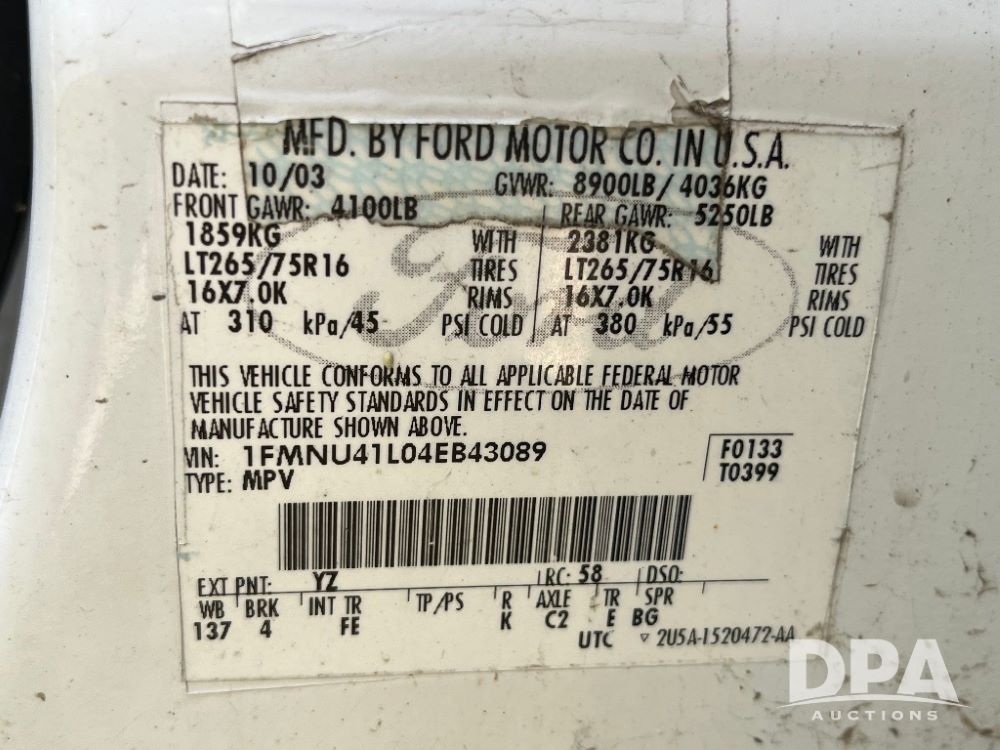 MFD. BY FORD MOTOR CO. IN U.S.A.
DATE: 10/03 GVWR: 8900LB / 4036KG
FRONT GAWR: 4100LB REAR GAWR: 5250LB
1859KG WITH 2381KG WITH
LT265/75R16 TIRES LT265/75R16 TIRES
16X7.0K RIMS 16X7.0K RIMS
AT 310 kPa/45 PSI COLD AT 380 kPa/55 PSI COLD
Ford
THIS VEHICLE CONFORMS TO ALL APPLICABLE FEDERAL MOTOR
VEHICLE SAFETY STANDARDS IN EFFECT ON THE DATE OF
MANUFACTURE SHOWN ABOVE.
VIN: 1FMNU41L04EB43089 F0133
TYPE: MPV T0399
EXT PNT: YZ RC: 58 DSO:
WB BRK INT TR TP/PS R AXLE TR SPR
137 4 FE K C2 E BG
UTC ▽ 2U5A-1520472-AA
DPA
AUCTIONS